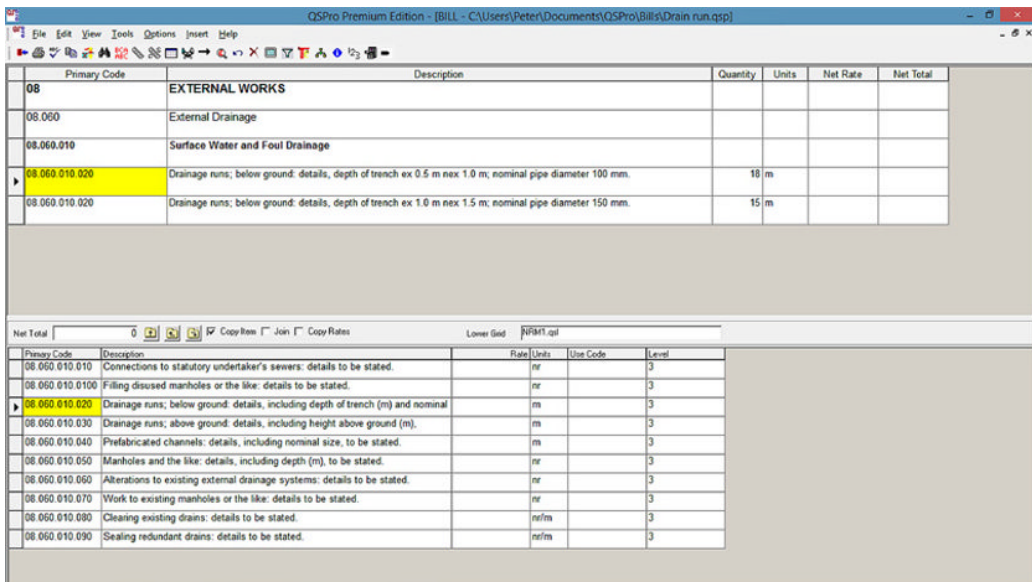 QSPro Premium Edition - [BILL - C:\Users\Peter\Documents\QSPro\Bills\Drain run.qsp]
File Edit View Tools Options Insert Help
Primary Code Description Quantity Units Net Rate Net Total
08 EXTERNAL WORKS
08.060 External Drainage
08.060.010 Surface Water and Foul Drainage
08.060.010.020 Drainage runs; below ground: details, depth of trench ex 0.5 m nex 1.0 m; nominal pipe diameter 100 mm. 18 m
08.060.010.020 Drainage runs; below ground: details, depth of trench ex 1.0 m nex 1.5 m; nominal pipe diameter 150 mm. 15 m
Net Total 0 Copy Item Join Copy Rates Lower Grid NRM1.qsl
Primary Code Description Rate Units Use Code Level
08.060.010.010 Connections to statutory undertaker's sewers: details to be stated. nr 3
08.060.010.0100 Filling disused manholes or the like: details to be stated. nr 3
08.060.010.020 Drainage runs; below ground: details, including depth of trench (m) and nominal m 3
08.060.010.030 Drainage runs; above ground: details, including height above ground (m), m 3
08.060.010.040 Prefabricated channels: details, including nominal size, to be stated. m 3
08.060.010.050 Manholes and the like: details, including depth (m), to be stated. nr 3
08.060.010.060 Alterations to existing external drainage systems: details to be stated. nr 3
08.060.010.070 Work to existing manholes or the like: details to be stated. nr 3
08.060.010.080 Clearing existing drains: details to be stated. nr/m 3
08.060.010.090 Sealing redundant drains: details to be stated. nr/m 3